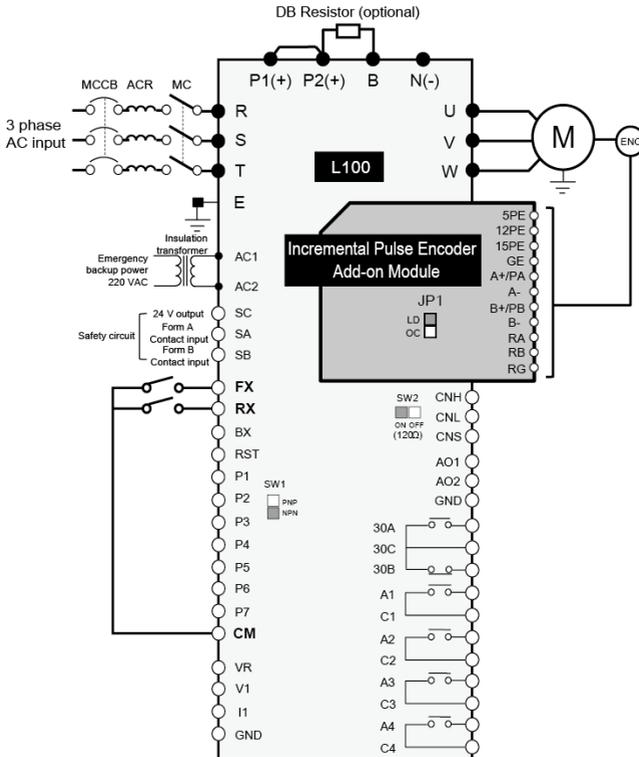 DB Resistor (optional)
P1(+) P2(+) B N(-)
MCCB ACR MC
3 phase
AC input
R
S
T
E
U
V
W
M
ENC
L100
Insulation
transformer
Emergency
backup power
220 VAC
AC1
AC2
Safety circuit
24 V output
Form A
Contact input
Form B
Contact input
SC
SA
SB
FX
RX
BX
RST
P1
P2
P3
P4
P5
P6
P7
CM
VR
V1
I1
GND
SW1
PNP
NPN
Incremental Pulse Encoder
Add-on Module
JP1
LD
OC
5PE
12PE
15PE
GE
A+/PA
A-
B+/PB
B-
RA
RB
RG
SW2
ON OFF
(120Ω)
CNH
CNL
CNS
AO1
AO2
GND
30A
30C
30B
A1
C1
A2
C2
A3
C3
A4
C4